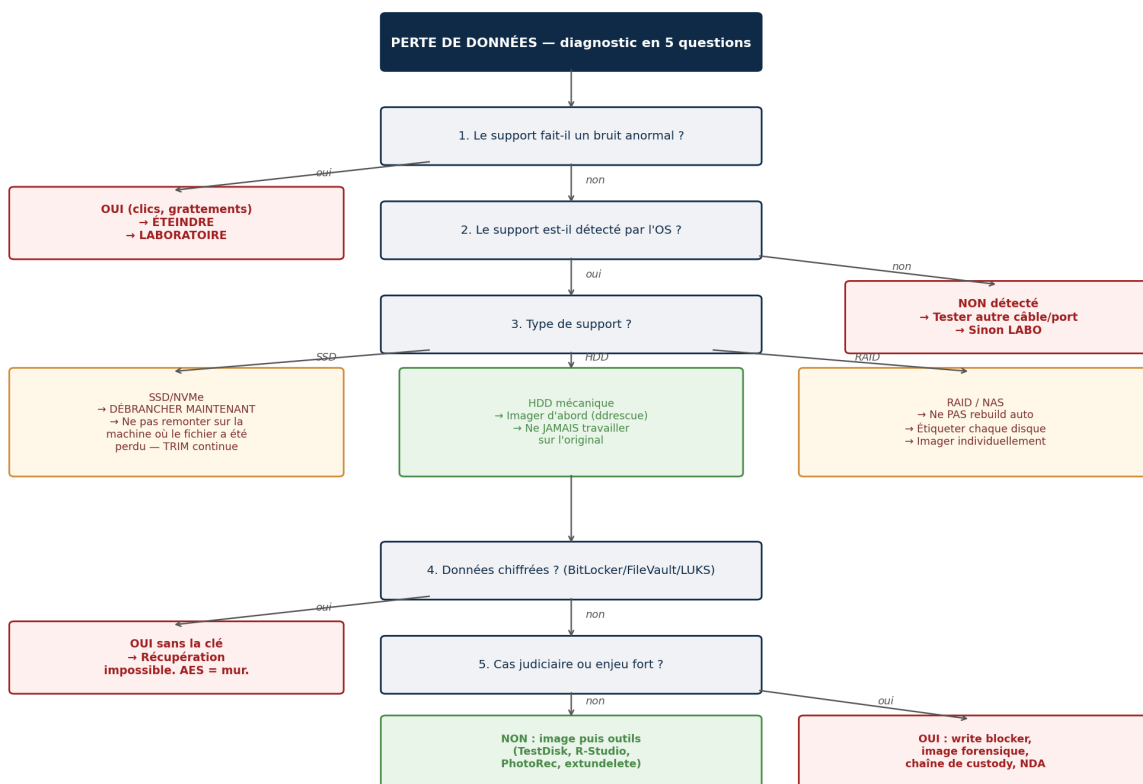 PERTE DE DONNÉES — diagnostic en 5 questions
1. Le support fait-il un bruit anormal ?
oui
non
OUI (clics, grattements)
→ ÉTEINDRE
→ LABORATOIRE
2. Le support est-il détecté par l'OS ?
oui
non
NON détecté
→ Tester autre câble/port
→ Sinon LABO
3. Type de support ?
SSD
HDD
RAID
SSD/NVMe
→ DÉBRANCHER MAINTENANT
→ Ne pas remonter sur la
machine où le fichier a été
perdu — TRIM continue
HDD mécanique
→ Imager d'abord (ddrescue)
→ Ne JAMAIS travailler
sur l'original
RAID / NAS
→ Ne PAS rebuild auto
→ Étiqueter chaque disque
→ Imager individuellement
4. Données chiffrées ? (BitLocker/FileVault/LUKS)
oui
non
OUI sans la clé
→ Récupération
impossible. AES = mur.
5. Cas judiciaire ou enjeu fort ?
non
oui
NON : image puis outils
(TestDisk, R-Studio,
PhotoRec, extundelete)
OUI : write blocker,
image forensique,
chaîne de custody, NDA